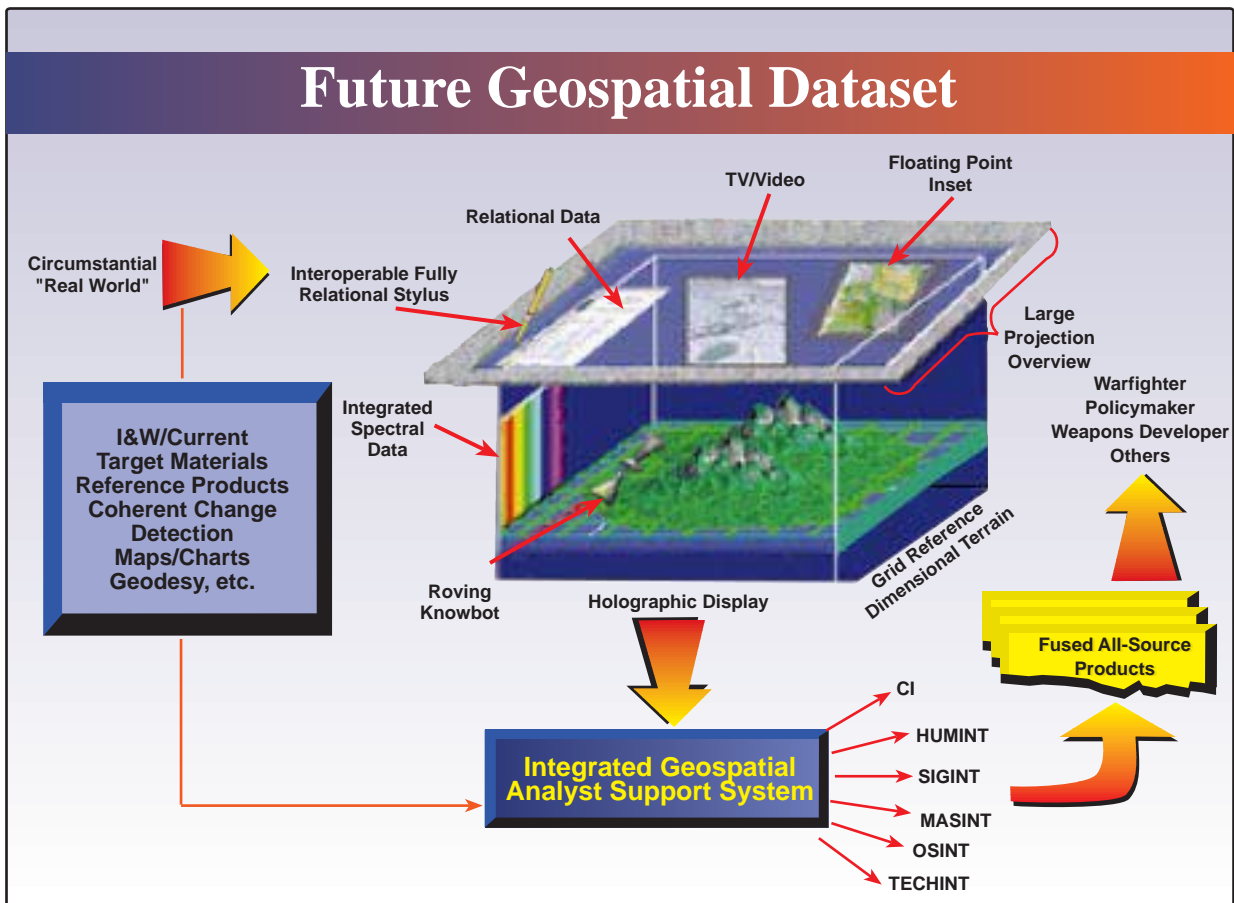 Future Geospatial Dataset
Circumstantial
"Real World"
Interoperable Fully
Relational Stylus
Relational Data
TV/Video
Floating Point
Inset
Large
Projection
Overview
Integrated
Spectral
Data
Roving
Knowbot
Holographic Display
Grid Reference
Dimensional Terrain
I&W/Current
Target Materials
Reference Products
Coherent Change
Detection
Maps/Charts
Geodesy, etc.
Integrated Geospatial
Analyst Support System
CI
HUMINT
SIGINT
MASINT
OSINT
TECHINT
Fused All-Source
Products
Warfighter
Policymaker
Weapons Developer
Others